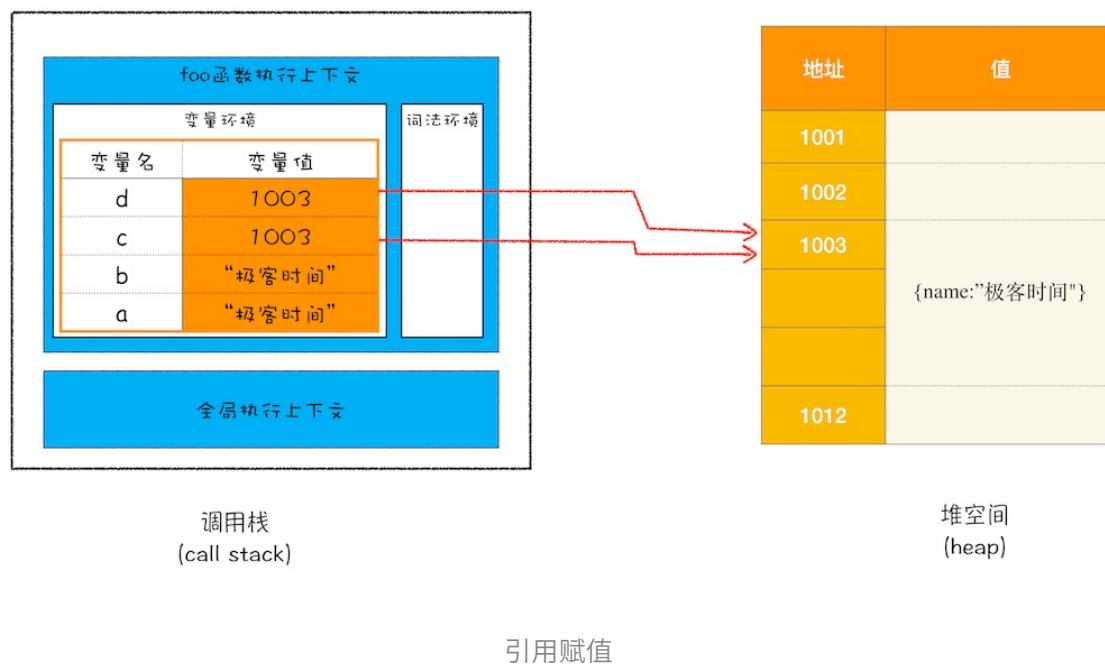 foo函数执行上下文
变量环境
词法环境
变量名 变量值
d 1003
c 1003
b “极客时间”
a “极客时间”
全局执行上下文
调用栈
(call stack)
地址 值
1001
1002
1003
{name:”极客时间"}
1012
堆空间
(heap)
引用赋值